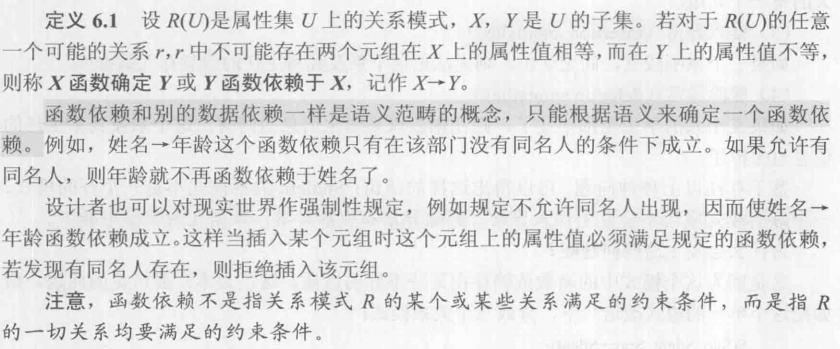 定义 6.1 设 R(U)是属性集 U 上的关系模式，X，Y 是 U 的子集。若对于 R(U)的任意
一个可能的关系 r，r 中不可能存在两个元组在 X 上的属性值相等，而在 Y 上的属性值不等，
则称 X 函数确定 Y 或 Y 函数依赖于 X，记作 X→Y。
函数依赖和别的数据依赖一样是语义范畴的概念，只能根据语义来确定一个函数依
赖。例如，姓名→年龄这个函数依赖只有在该部门没有同名人的条件下成立。如果允许有
同名人，则年龄就不再函数依赖于姓名了。
设计者也可以对现实世界作强制性规定，例如规定不允许同名人出现，因而使姓名→
年龄函数依赖成立。这样当插入某个元组时这个元组上的属性值必须满足规定的函数依赖，
若发现有同名人存在，则拒绝插入该元组。
注意，函数依赖不是指关系模式 R 的某个或某些关系满足的约束条件，而是指 R
的一切关系均要满足的约束条件。